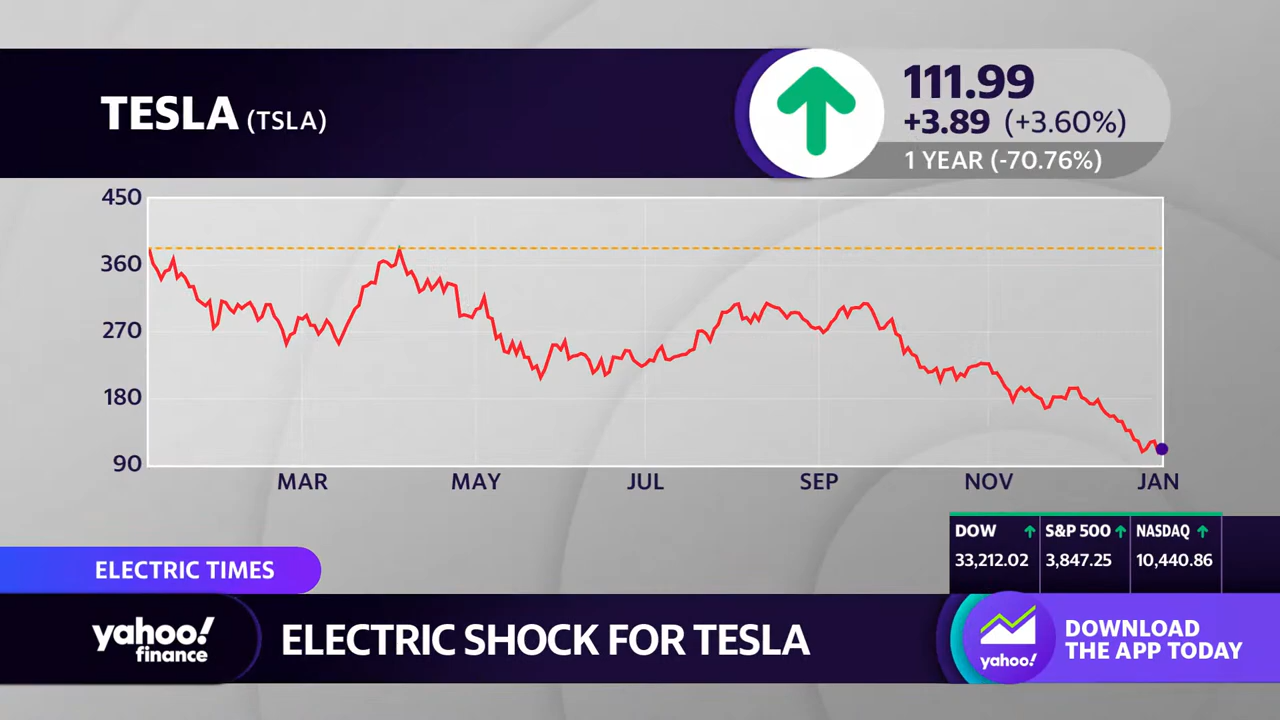 TESLA (TSLA)
111.99
+3.89 (+3.60%)
1 YEAR (-70.76%)
450
360
270
180
90
MAR MAY JUL SEP NOV JAN
DOW S&P 500 NASDAQ
33,212.02 3,847.25 10,440.86
ELECTRIC TIMES
yahoo!
finance
ELECTRIC SHOCK FOR TESLA
yahoo!
DOWNLOAD
THE APP TODAY